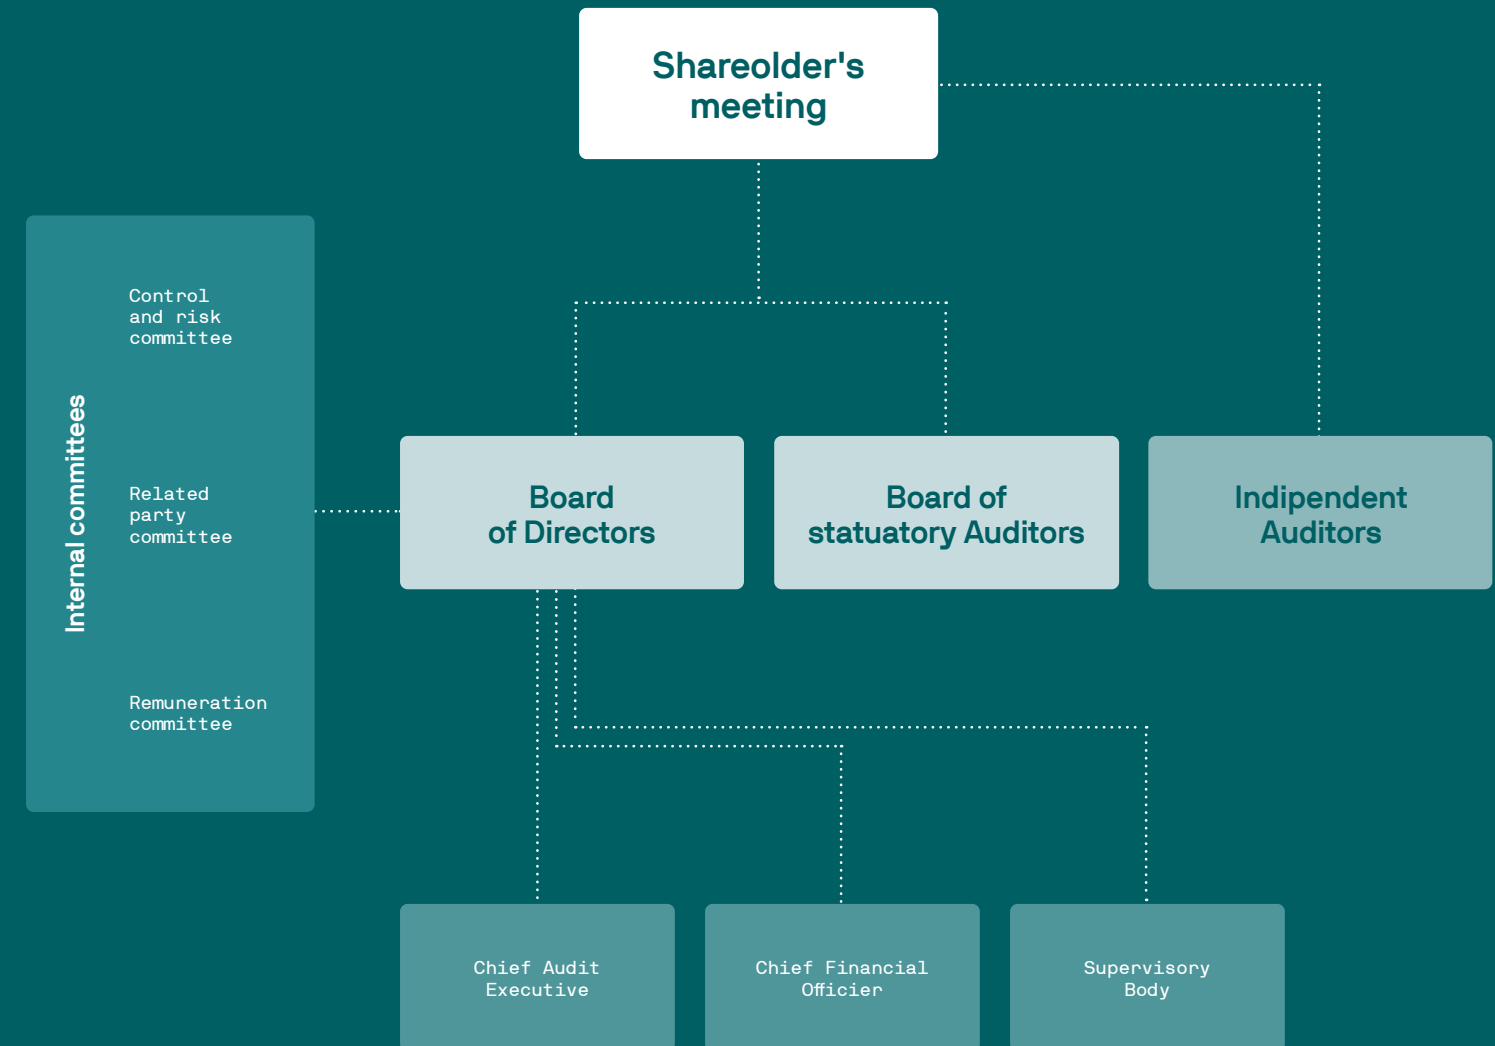 Shareolder's
meeting
Internal committees
Control
and risk
committee
Related
party
committee
Remuneration
committee
Board
of Directors
Board of
statuatory Auditors
Indipendent
Auditors
Chief Audit
Executive
Chief Financial
Officier
Supervisory
Body